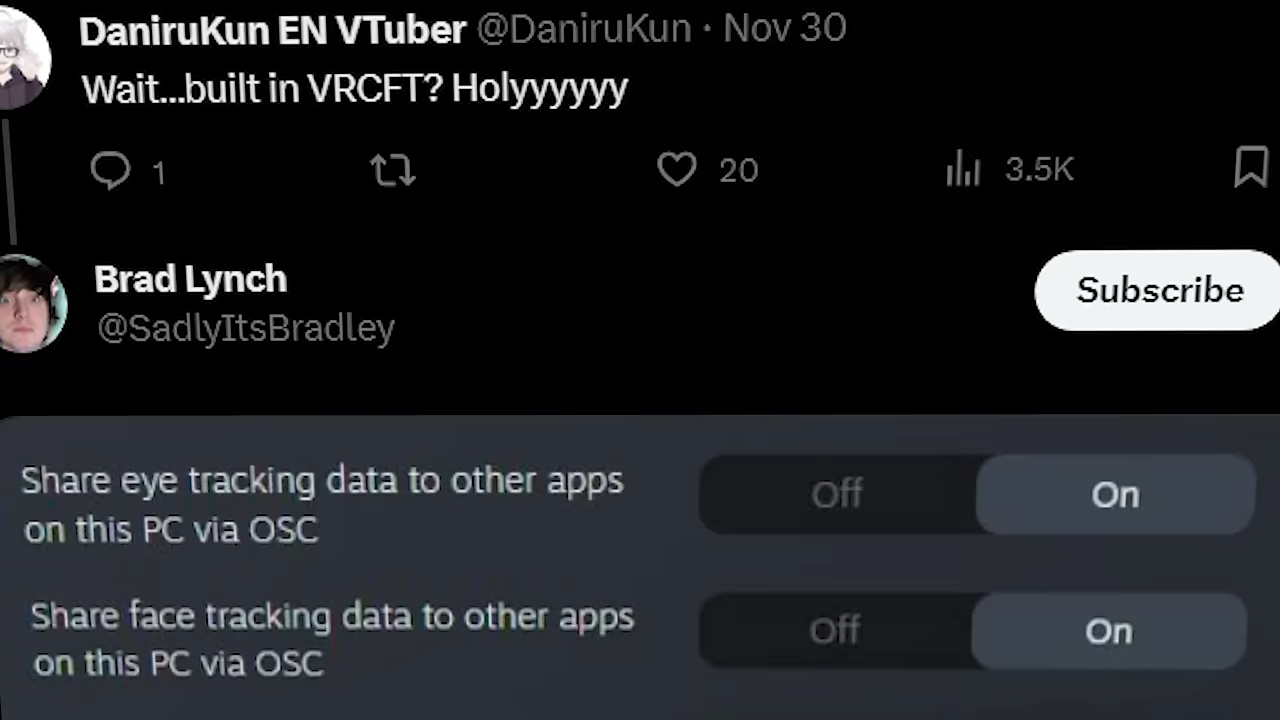 DaniruKun EN VTuber @DaniruKun · Nov 30
Wait...built in VRCFT? Holyyyyyy
1 20 3.5K
Brad Lynch
@SadlyItsBradley
Subscribe
Share eye tracking data to other apps
on this PC via OSC
Off On
Share face tracking data to other apps
on this PC via OSC
Off On